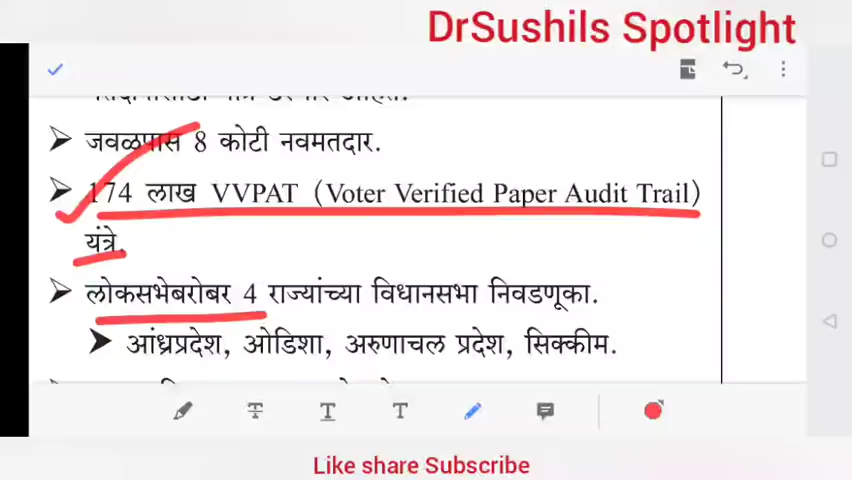 DrSushils Spotlight
➤ जवळपास 8 कोटी नवमतदार.
➤ 174 लाख VVPAT (Voter Verified Paper Audit Trail)
यंत्रे.
➤ लोकसभेबरोबर 4 राज्यांच्या विधानसभा निवडणूका.
➤ आंध्रप्रदेश, ओडिशा, अरुणाचल प्रदेश, सिक्कीम.
Like share Subscribe